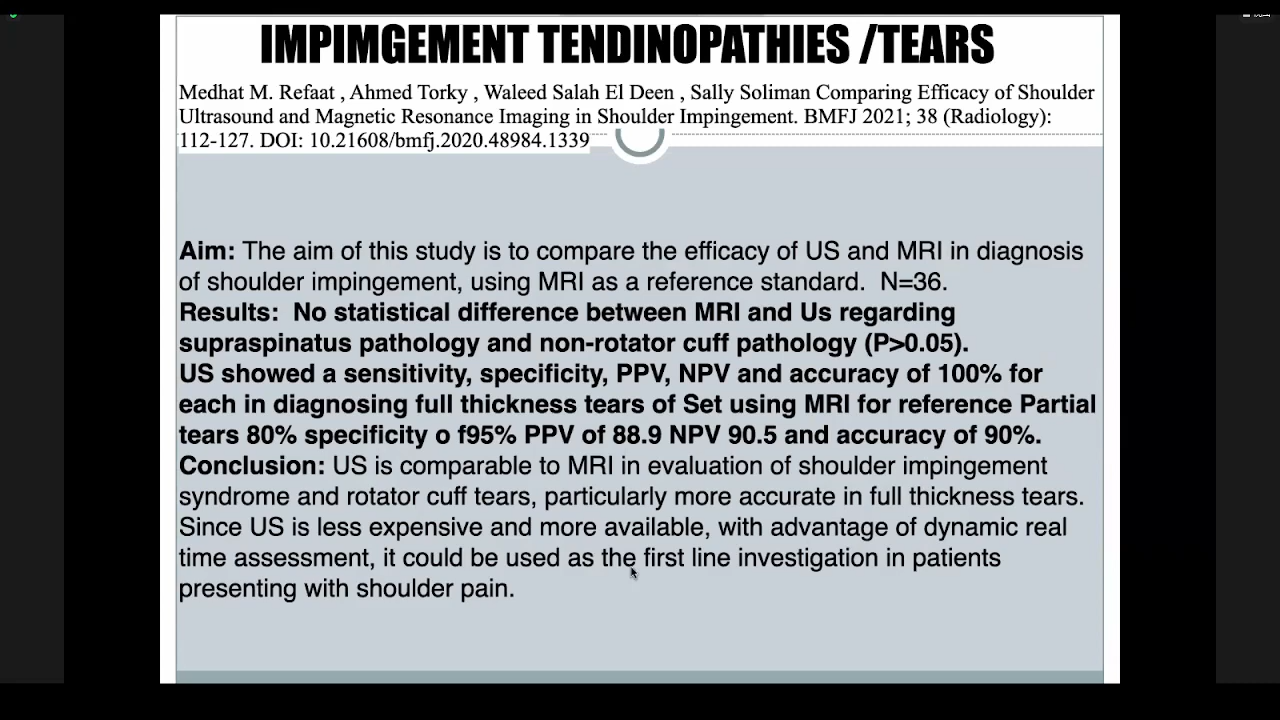 IMPIMGEMENT TENDINOPATHIES /TEARS
Medhat M. Refaat , Ahmed Torky , Waleed Salah El Deen , Sally Soliman Comparing Efficacy of Shoulder
Ultrasound and Magnetic Resonance Imaging in Shoulder Impingement. BMFJ 2021; 38 (Radiology):
112-127. DOI: 10.21608/bmfj.2020.48984.1339
Aim: The aim of this study is to compare the efficacy of US and MRI in diagnosis
of shoulder impingement, using MRI as a reference standard. N=36.
Results: No statistical difference between MRI and Us regarding
supraspinatus pathology and non-rotator cuff pathology (P>0.05).
US showed a sensitivity, specificity, PPV, NPV and accuracy of 100% for
each in diagnosing full thickness tears of Set using MRI for reference Partial
tears 80% specificity o f95% PPV of 88.9 NPV 90.5 and accuracy of 90%.
Conclusion: US is comparable to MRI in evaluation of shoulder impingement
syndrome and rotator cuff tears, particularly more accurate in full thickness tears.
Since US is less expensive and more available, with advantage of dynamic real
time assessment, it could be used as the first line investigation in patients
presenting with shoulder pain.